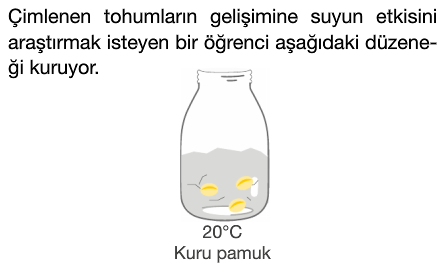 Çimlenen tohumların gelişimine suyun etkisini
araştırmak isteyen bir öğrenci aşağıdaki düzene-
ği kuruyor.
20°C
Kuru pamuk